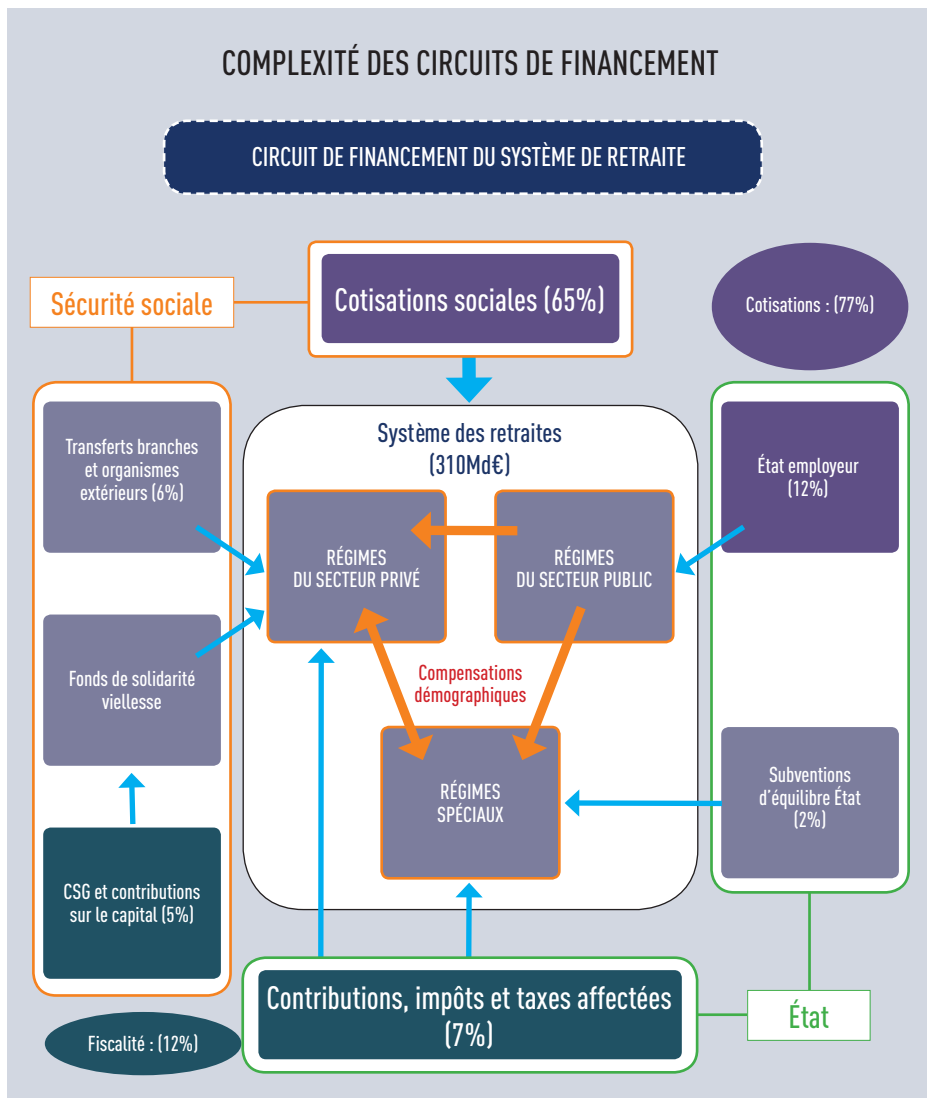 COMPLEXITÉ DES CIRCUITS DE FINANCEMENT
CIRCUIT DE FINANCEMENT DU SYSTÈME DE RETRAITE
Sécurité sociale
Cotisations sociales (65%)
Cotisations : (77%)
Transferts branches
et organismes
extérieurs (6%)
Système des retraites
(310Md€)
État employeur
(12%)
RÉGIMES
DU SECTEUR PRIVÉ
RÉGIMES
DU SECTEUR PUBLIC
Fonds de solidarité
viellesse
Compensations
démographiques
RÉGIMES
SPÉCIAUX
Subventions
d'équilibre État
(2%)
CSG et contributions
sur le capital (5%)
Contributions, impôts et taxes affectées
(7%)
État
Fiscalité : (12%)